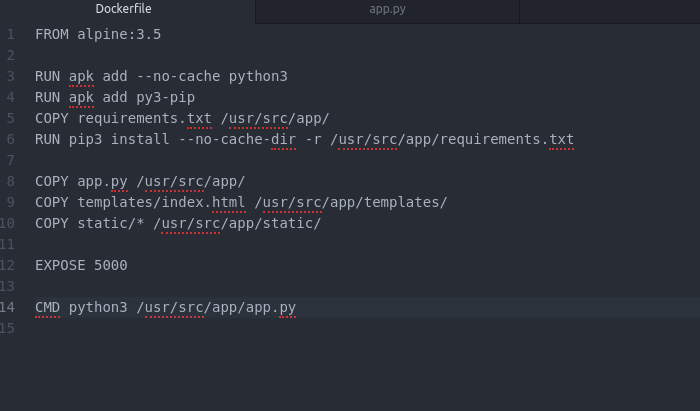 Dockerfile
app.py
1 FROM alpine:3.5
2
3 RUN apk add --no-cache python3
4 RUN apk add py3-pip
5 COPY requirements.txt /usr/src/app/
6 RUN pip3 install --no-cache-dir -r /usr/src/app/requirements.txt
7
8 COPY app.py /usr/src/app/
9 COPY templates/index.html /usr/src/app/templates/
10 COPY static/* /usr/src/app/static/
11
12 EXPOSE 5000
13
14 CMD python3 /usr/src/app/app.py
15